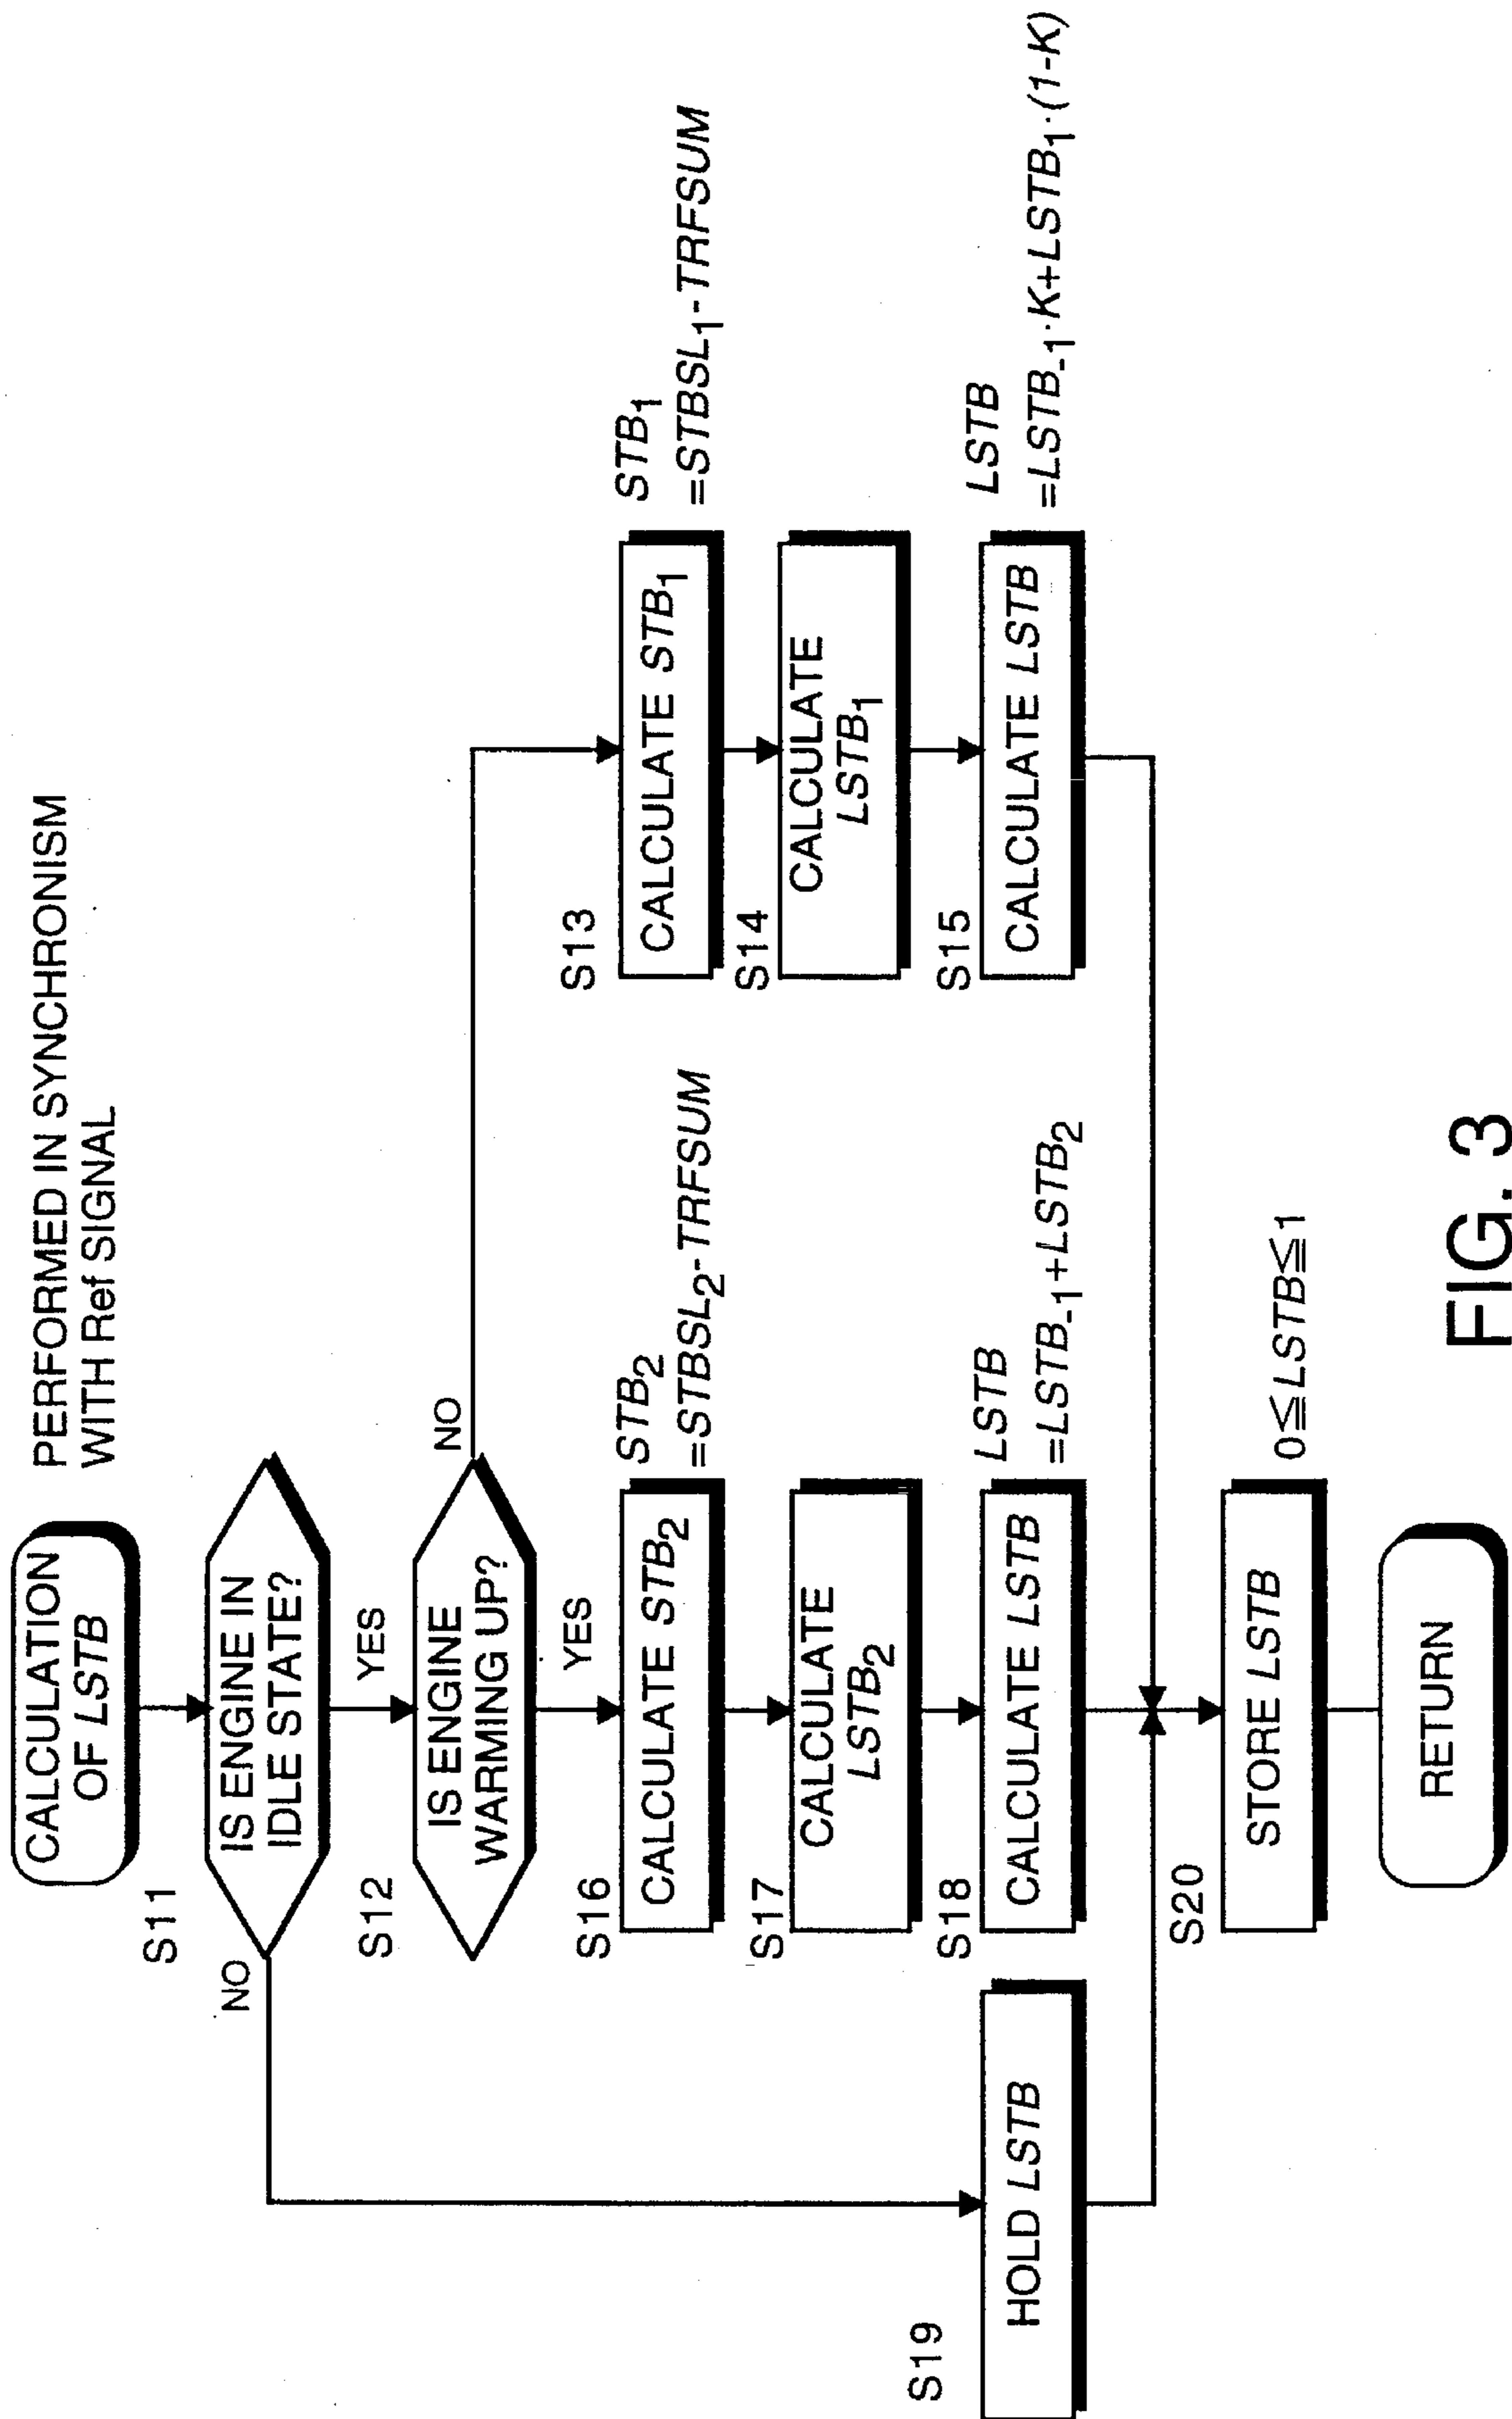 PERFORMED IN SYNCHRONISM
WITH Ref SIGNAL
CALCULATION
OF LSTB
S11
IS ENGINE IN
IDLE STATE?
NO
YES
S12
IS ENGINE
WARMING UP?
NO
YES
S16
CALCULATE STB2
STB2
=STBSL2-TRFSUM
S13
CALCULATE STB1
STB1
=STBSL1-TRFSUM
S17
CALCULATE
LSTB2
S14
CALCULATE
LSTB1
S19
HOLD LSTB
S18
CALCULATE LSTB
LSTB
=LSTB-1+LSTB2
S15
CALCULATE LSTB
LSTB
=LSTB-1·K+LSTB1·(1-K)
S20
STORE LSTB
0≦LSTB≦1
RETURN
FIG. 3